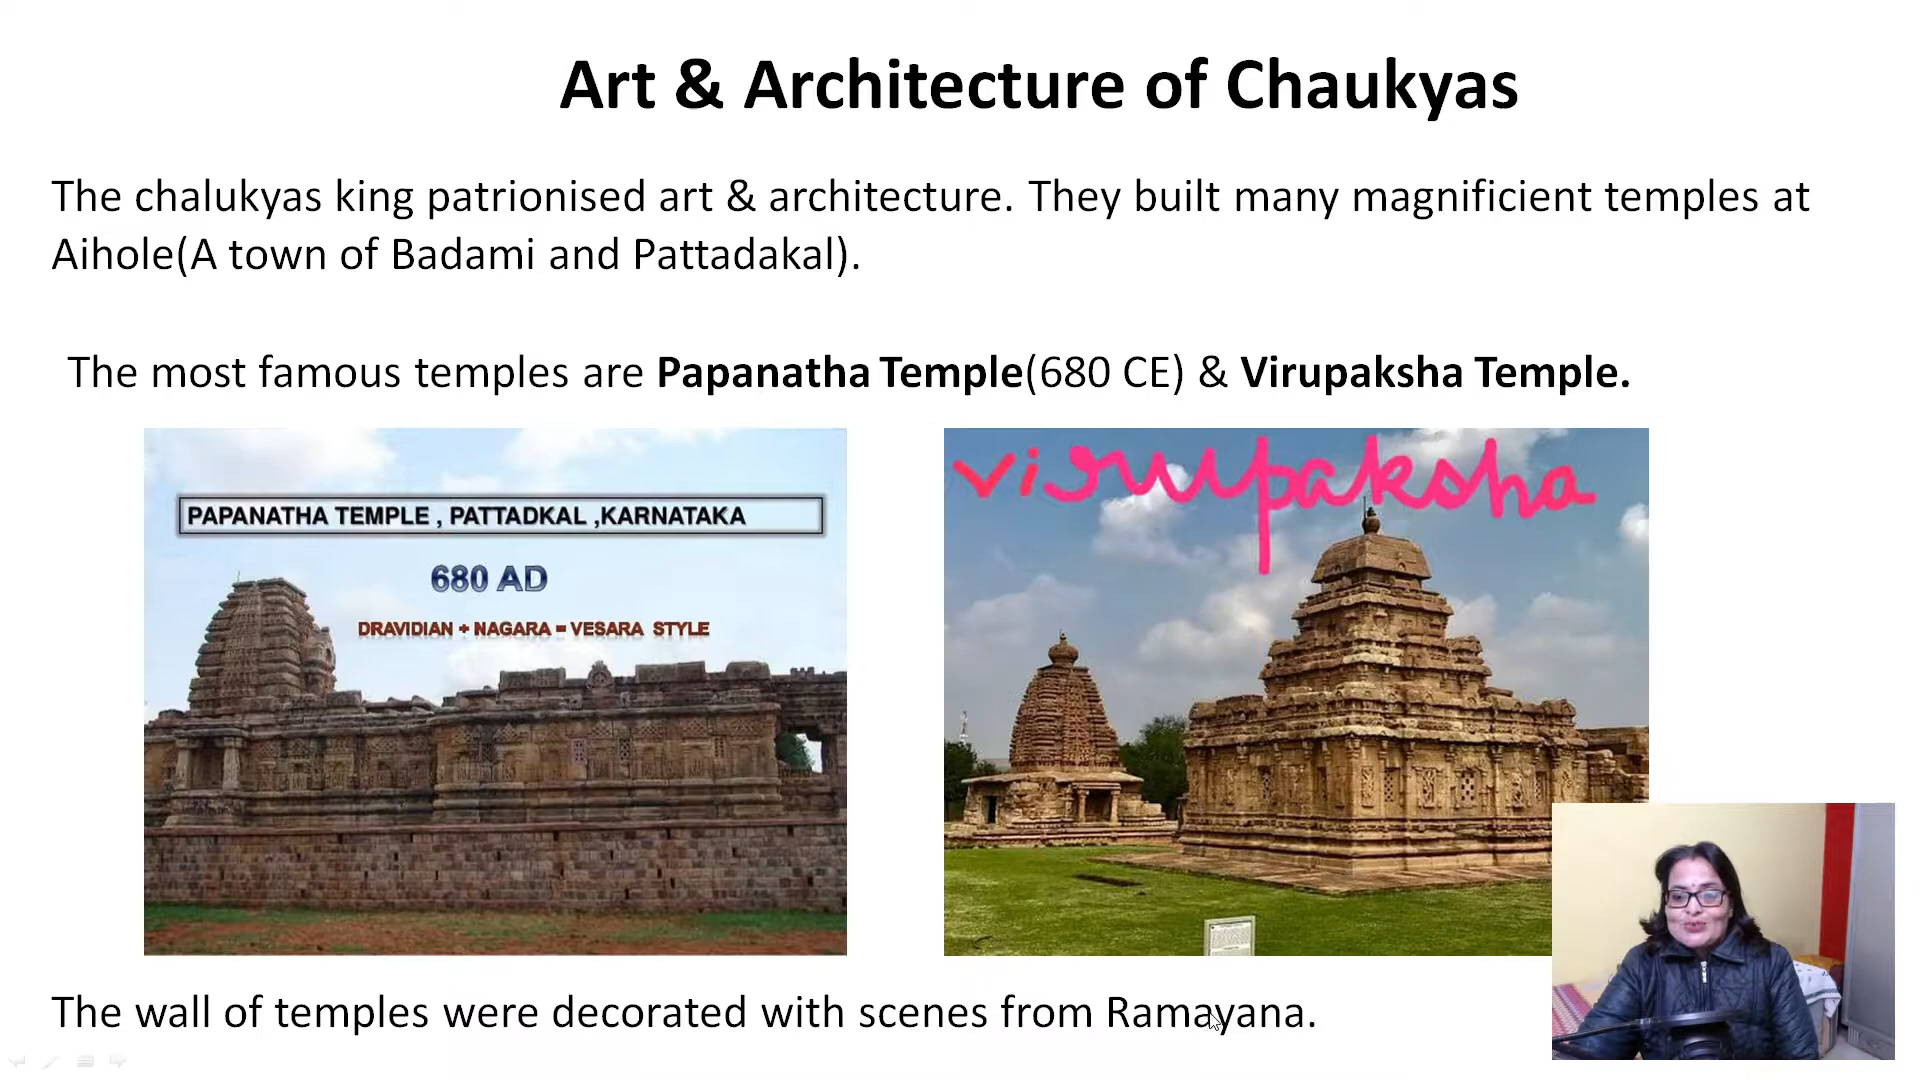 Art & Architecture of Chaukyas
The chalukyas king patrionised art & architecture. They built many magnificient temples at
Aihole(A town of Badami and Pattadakal).
The most famous temples are Papanatha Temple(680 CE) & Virupaksha Temple.
PAPANATHA TEMPLE , PATTADKAL ,KARNATAKA
680 AD
DRAVIDIAN + NAGARA = VESARA STYLE
virupaksha
The wall of temples were decorated with scenes from Ramayana.